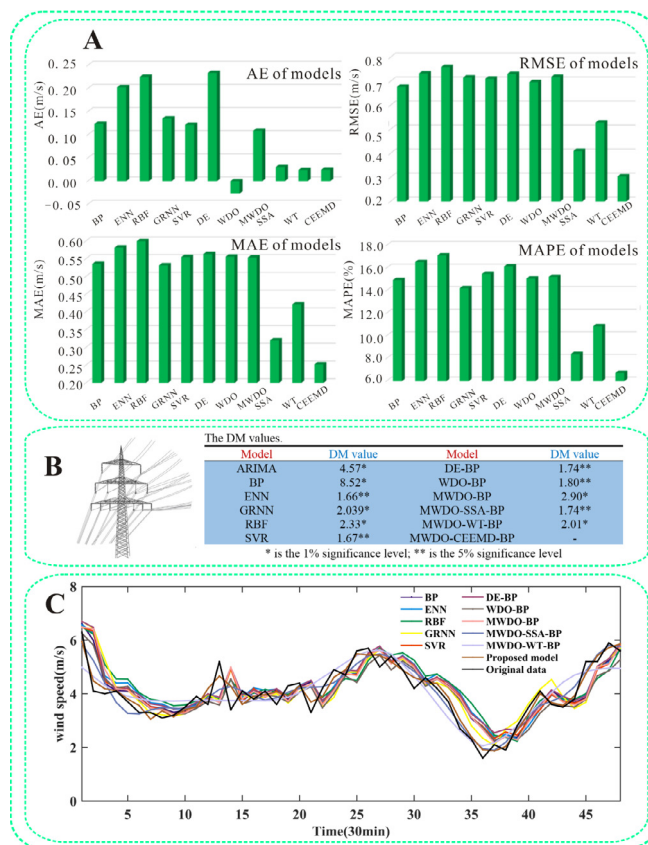 A
AE of models
AE(m/s)
0. 25
0. 20
0. 15
0. 10
0. 05
0. 00
-0. 05
BP ENN RBF GRNN SVR DE WDO MWDO SSA WT CEEMD
RMSE of models
RMSE(m/s)
0.8
0.7
0.6
0.5
0.4
0.3
0.2
BP ENN RBF GRNN SVR DE WDO MWDO SSA WT CEEMD
MAE of models
MAE(m/s)
0.60
0.55
0.50
0.45
0.40
0.35
0.30
0.25
0.20
BP ENN RBF GRNN SVR DE WDO MWDO SSA WT CEEMD
MAPE of models
MAPE(%)
18.0
16.0
14.0
12.0
10.0
8.0
6.0
BP ENN RBF GRNN SVR DE WDO MWDO SSA WT CEEMD
B
The DM values.
Model DM value Model DM value
ARIMA 4.57* DE-BP 1.74**
BP 8.52* WDO-BP 1.80**
ENN 1.66** MWDO-BP 2.90*
GRNN 2.039* MWDO-SSA-BP 1.74**
RBF 2.33* MWDO-WT-BP 2.01*
SVR 1.67** MWDO-CEEMD-BP -
* is the 1% significance level; ** is the 5% significance level
C
wind speed(m/s)
8
6
4
2
0
BP DE-BP
ENN WDO-BP
RBF MWDO-BP
GRNN MWDO-SSA-BP
SVR MWDO-WT-BP
Proposed model
Original data
5 10 15 20 25 30 35 40 45
Time(30min)